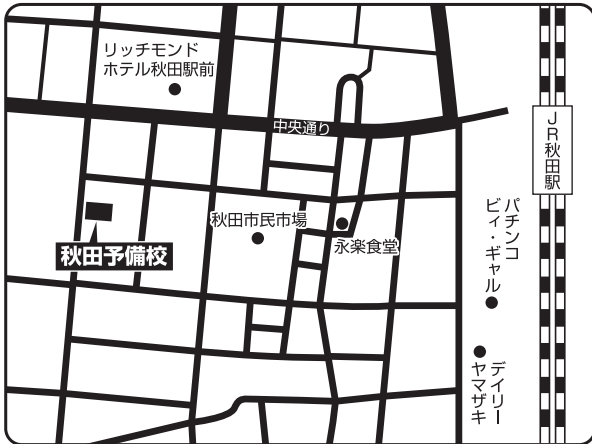 リッチモンド
ホテル秋田駅前
中央通り
JR秋田駅
秋田市民市場
永楽食堂
秋田予備校
パチンコ
ビィ・ギャル
デイリー
ヤマザキ